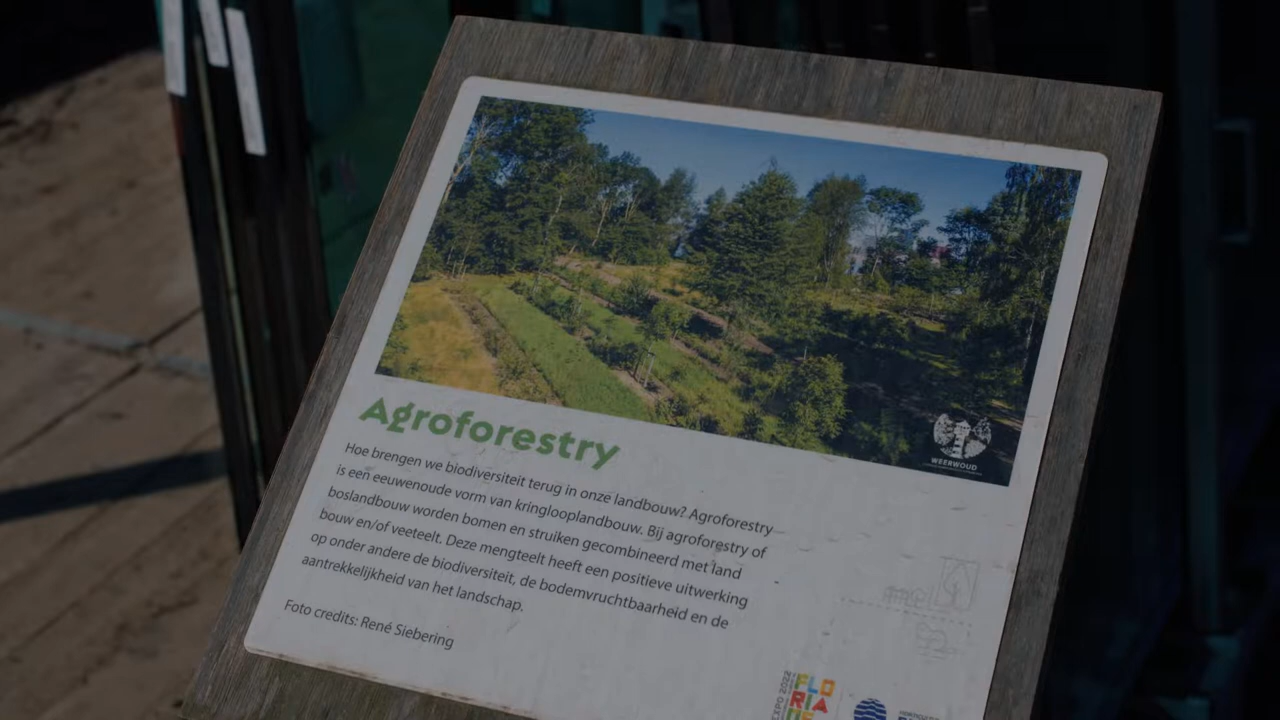 WEERWOUD
Agroforestry
Hoe brengen we biodiversiteit terug in onze landbouw? Agroforestry
is een eeuwenoude vorm van kringlooplandbouw. Bij agroforestry of
boslandbouw worden bomen en struiken gecombineerd met land
bouw en/of veeteelt. Deze mengteelt heeft een positieve uitwerking
op onder andere de biodiversiteit, de bodemvruchtbaarheid en de
aantrekkelijkheid van het landschap.
Foto credits: René Siebering
EXPO 2022
FLO
RIA